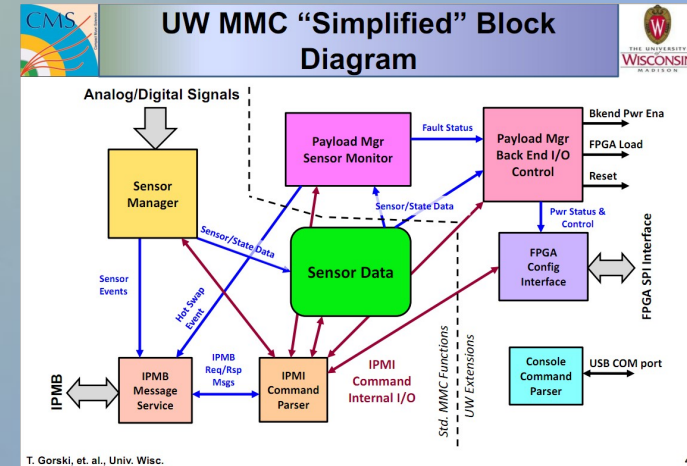 CMS
UW MMC “Simplified” Block
Diagram
THE UNIVERSITY
WISCONSIN
MADISON
Analog/Digital Signals
Sensor
Manager
Payload Mgr
Sensor Monitor
Fault Status
Payload Mgr
Back End I/O
Control
Bkend Pwr Ena
FPGA Load
Reset
Sensor/State Data
Sensor/State Data
Pwr Status &
Control
Sensor Data
FPGA
Config
Interface
FPGA SPI Interface
Sensor
Events
Hot Swap
Event
IPMB
IPMB
Message
Service
IPMB
Req/Rsp
Msgs
IPMI
Command
Parser
IPMI
Command
Internal I/O
Std. MMC Functions
UW Extensions
Console
Command
Parser
USB COM port
T. Gorski, et. al., Univ. Wisc.